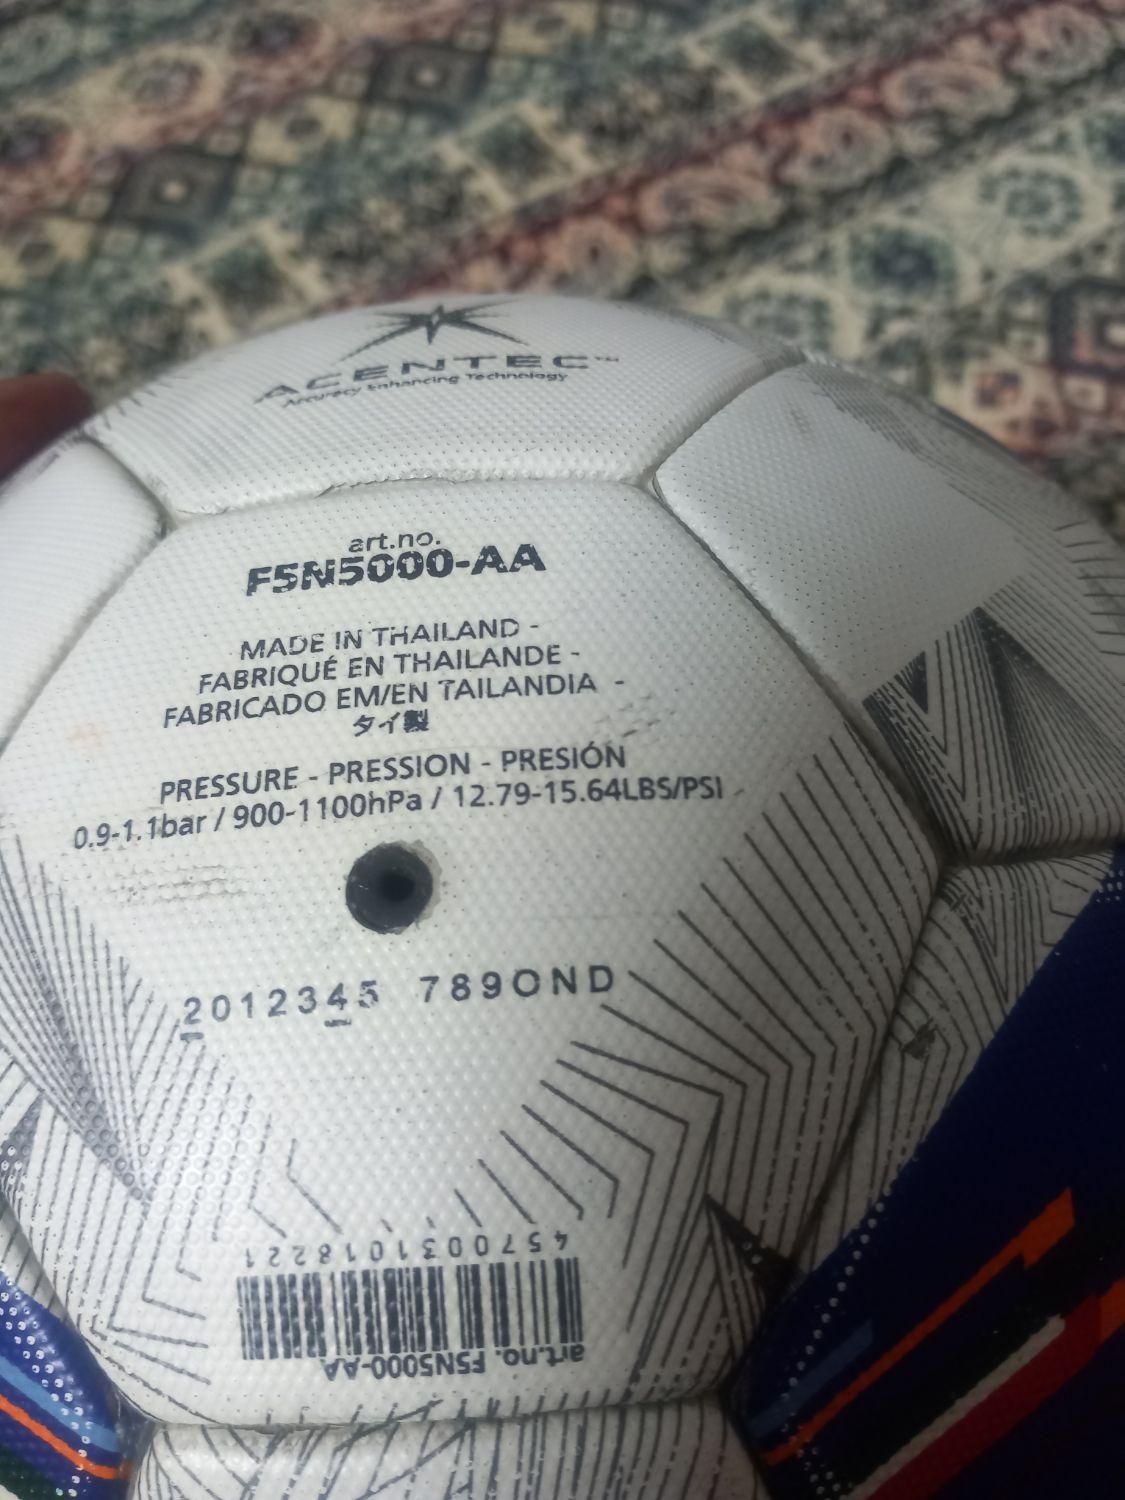 ACENTEC™
Accuracy Enhancing Technology
art.no.
F5N5000-AA
MADE IN THAILAND -
FABRIQUÉ EN THAILANDE -
FABRICADO EM/EN TAILANDIA -
タイ製
PRESSURE - PRESSION - PRESIÓN
0.9-1.1bar / 900-1100hPa / 12.79-15.64LBS/PSI
2012345 789OND
4570031018221
art.no. F5N5000-AA